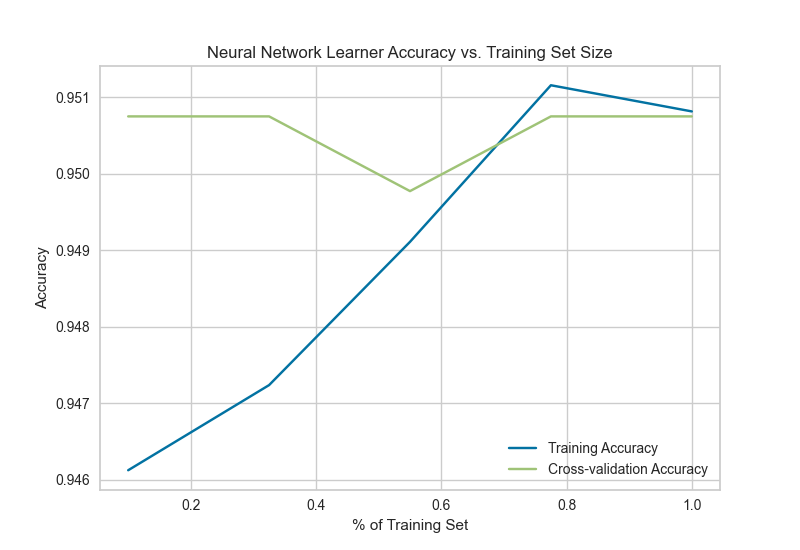 Neural Network Learner Accuracy vs. Training Set Size
0.951
0.950
0.949
0.948
0.947
0.946
Accuracy
Training Accuracy
Cross-validation Accuracy
0.2 0.4 0.6 0.8 1.0
% of Training Set